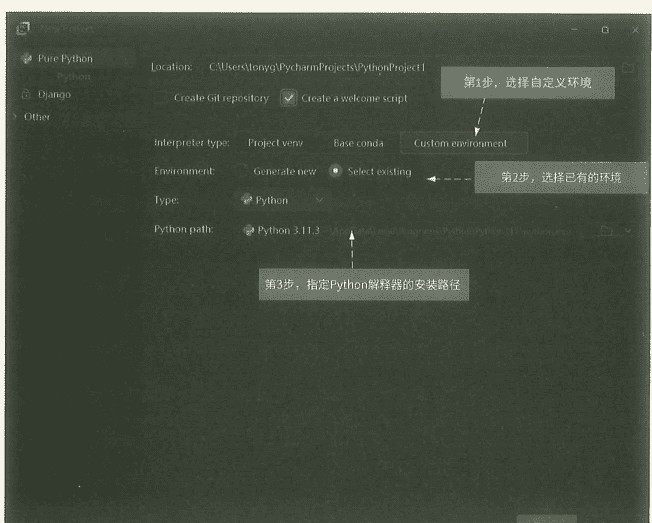 Pure Python
Location: C:\Users\tonyg\PycharmProjects\PythonProject1
第1步，选择自定义环境
Django
Create Git repository Create a welcome script
Other
Interpreter type: Project venv Base conda Custom environment
Environment: Generate new Select existing
第2步，选择已有的环境
Type: Python
Python path: Python 3.11.3
第3步，指定Python解释器的安装路径